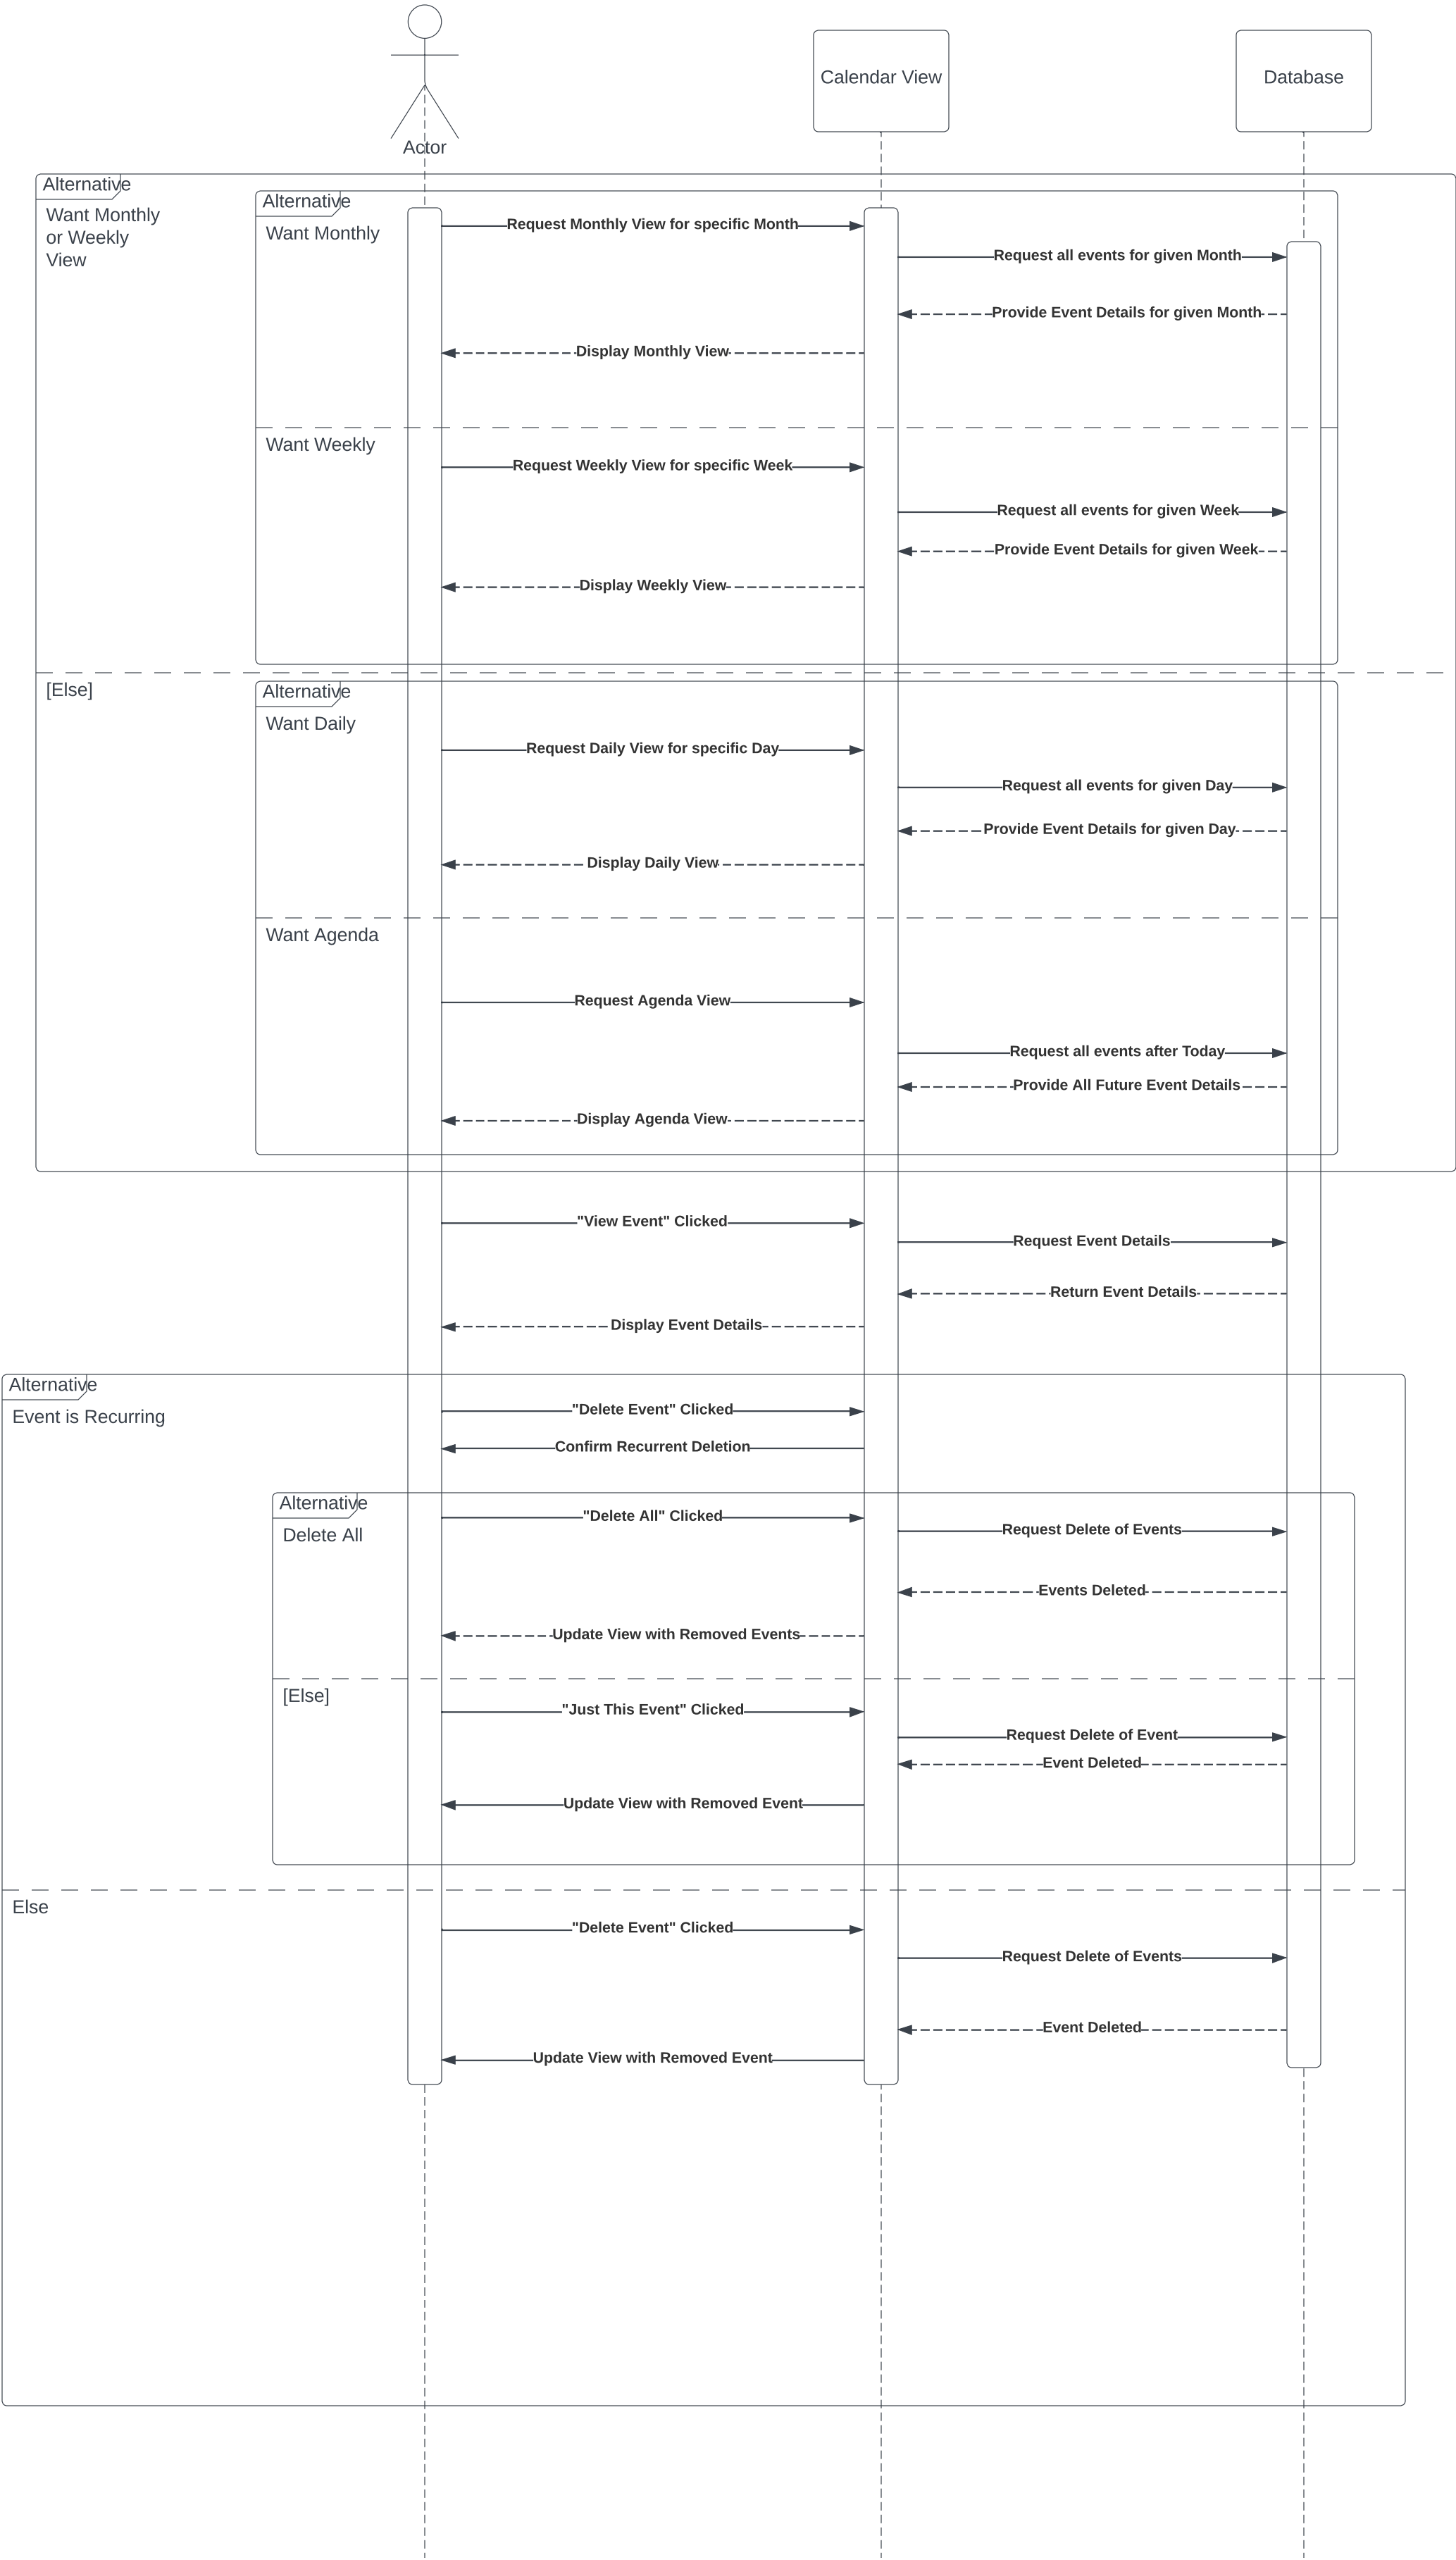 Actor
Calendar View
Database
Alternative
Want Monthly
or Weekly
View
Alternative
Want Monthly
Request Monthly View for specific Month
Request all events for given Month
Provide Event Details for given Month
Display Monthly View
Want Weekly
Request Weekly View for specific Week
Request all events for given Week
Provide Event Details for given Week
Display Weekly View
[Else]
Alternative
Want Daily
Request Daily View for specific Day
Request all events for given Day
Provide Event Details for given Day
Display Daily View
Want Agenda
Request Agenda View
Request all events after Today
Provide All Future Event Details
Display Agenda View
"View Event" Clicked
Request Event Details
Return Event Details
Display Event Details
Alternative
Event is Recurring
"Delete Event" Clicked
Confirm Recurrent Deletion
Alternative
Delete All
"Delete All" Clicked
Request Delete of Events
Events Deleted
Update View with Removed Events
[Else]
"Just This Event" Clicked
Request Delete of Event
Event Deleted
Update View with Removed Event
Else
"Delete Event" Clicked
Request Delete of Events
Event Deleted
Update View with Removed Event